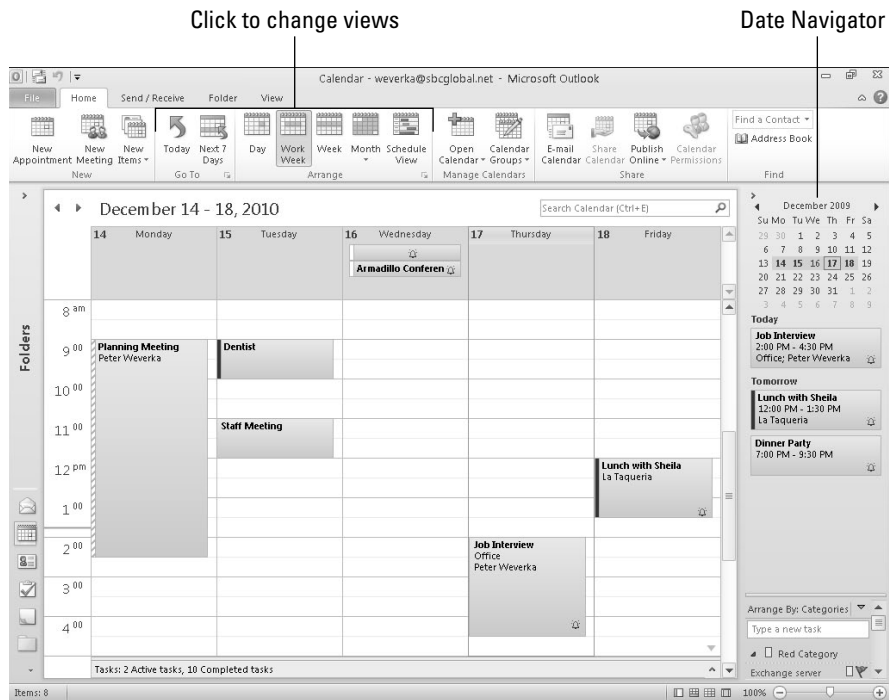 Click to change views
Date Navigator
Calendar - weverka@sbcglobal.net - Microsoft Outlook
File Home Send / Receive Folder View
New Appointment
New Meeting
New Items
Today
Next 7 Days
Day
Work Week
Week
Month
Schedule View
Open Calendar
Calendar Groups
E-mail Calendar
Share Calendar
Publish Online
Calendar Permissions
Find a Contact
Address Book
New
Go To
Arrange
Manage Calendars
Share
Find
Folders
December 14 - 18, 2010
Search Calendar (Ctrl+E)
14 Monday
15 Tuesday
16 Wednesday
17 Thursday
18 Friday
Armadillo Conferen
8 am
9 00
10 00
11 00
12 pm
1 00
2 00
3 00
4 00
Planning Meeting
Peter Weverka
Dentist
Staff Meeting
Lunch with Sheila
La Taqueria
Job Interview
Office
Peter Weverka
Tasks: 2 Active tasks, 10 Completed tasks
December 2009
Su Mo Tu We Th Fr Sa
29 30 1 2 3 4 5
6 7 8 9 10 11 12
13 14 15 16 17 18 19
20 21 22 23 24 25 26
27 28 29 30 31 1 2
3 4 5 6 7 8 9
Today
Job Interview
2:00 PM - 4:30 PM
Office; Peter Weverka
Tomorrow
Lunch with Sheila
12:00 PM - 1:30 PM
La Taqueria
Dinner Party
7:00 PM - 9:30 PM
Arrange By: Categories
Type a new task
Red Category
Exchange server
Items: 8
100%